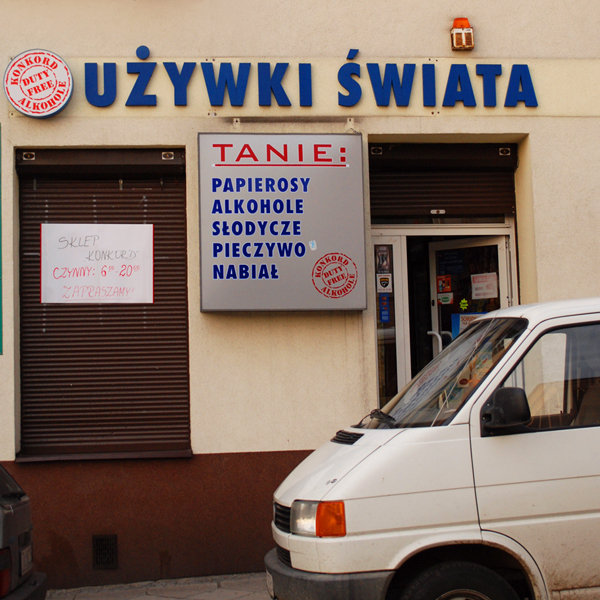 KONKORD
DUTY
FREE
ALKOHOLE
UŻYWKI ŚWIATA
TANIE:
PAPIEROSY
ALKOHOLE
SŁODYCZE
PIECZYWO
NABIAŁ
KONKORD
DUTY
FREE
ALKOHOLE
SKLEP
CZYNNY: 6⁰⁰ 20⁰⁰
ZAPRASZAMY!